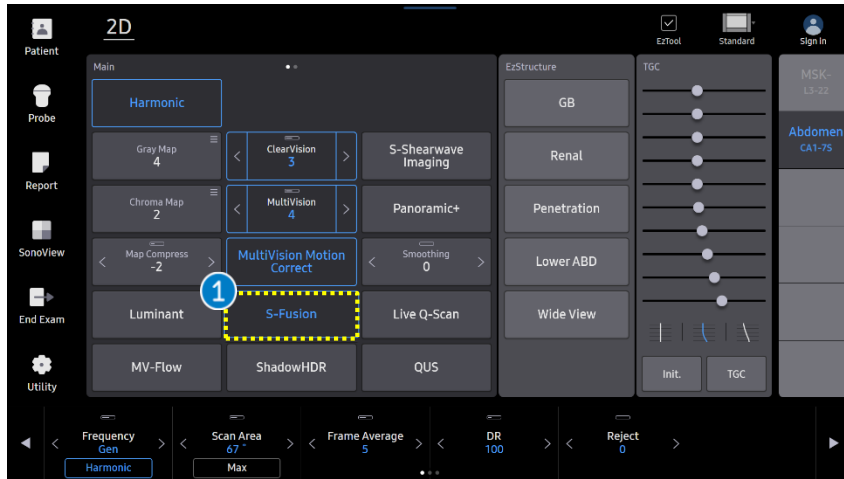 2D
EzTool
Standard
Sign in
Patient
Probe
Report
SonoView
End Exam
Utility
Main
Harmonic
Gray Map
4
ClearVision
3
S-Shearwave
Imaging
Chroma Map
2
MultiVision
4
Panoramic+
Map Compress
-2
MultiVision Motion
Correct
Smoothing
0
1
Luminant
S-Fusion
Live Q-Scan
MV-Flow
ShadowHDR
QUS
EzStructure
GB
Renal
Penetration
Lower ABD
Wide View
TGC
Init.
TGC
MSK-
L3-22
Abdomen
CA1-7S
Frequency
Gen
Harmonic
Scan Area
67 °
Max
Frame Average
5
DR
100
Reject
0